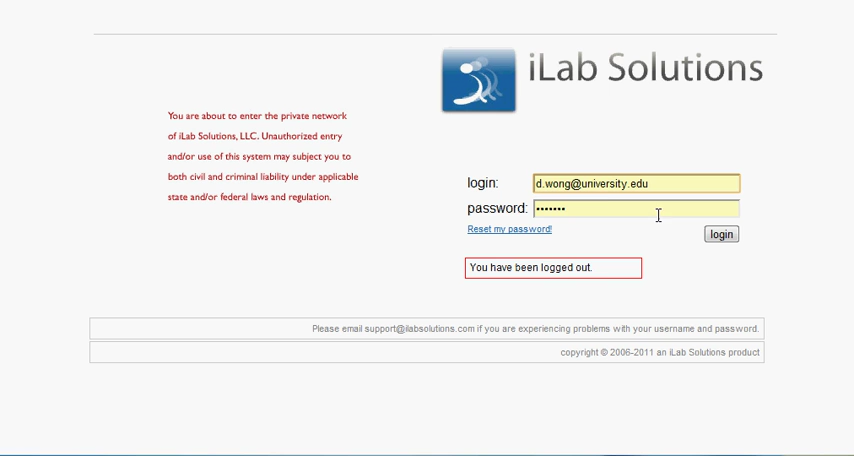 iLab Solutions
You are about to enter the private network
of iLab Solutions, LLC. Unauthorized entry
and/or use of this system may subject you to
both civil and criminal liability under applicable
state and/or federal laws and regulation.
login: d.wong@university.edu
password: •••••••
Reset my password!
login
You have been logged out.
Please email support@ilabsolutions.com if you are experiencing problems with your username and password.
copyright © 2006-2011 an iLab Solutions product